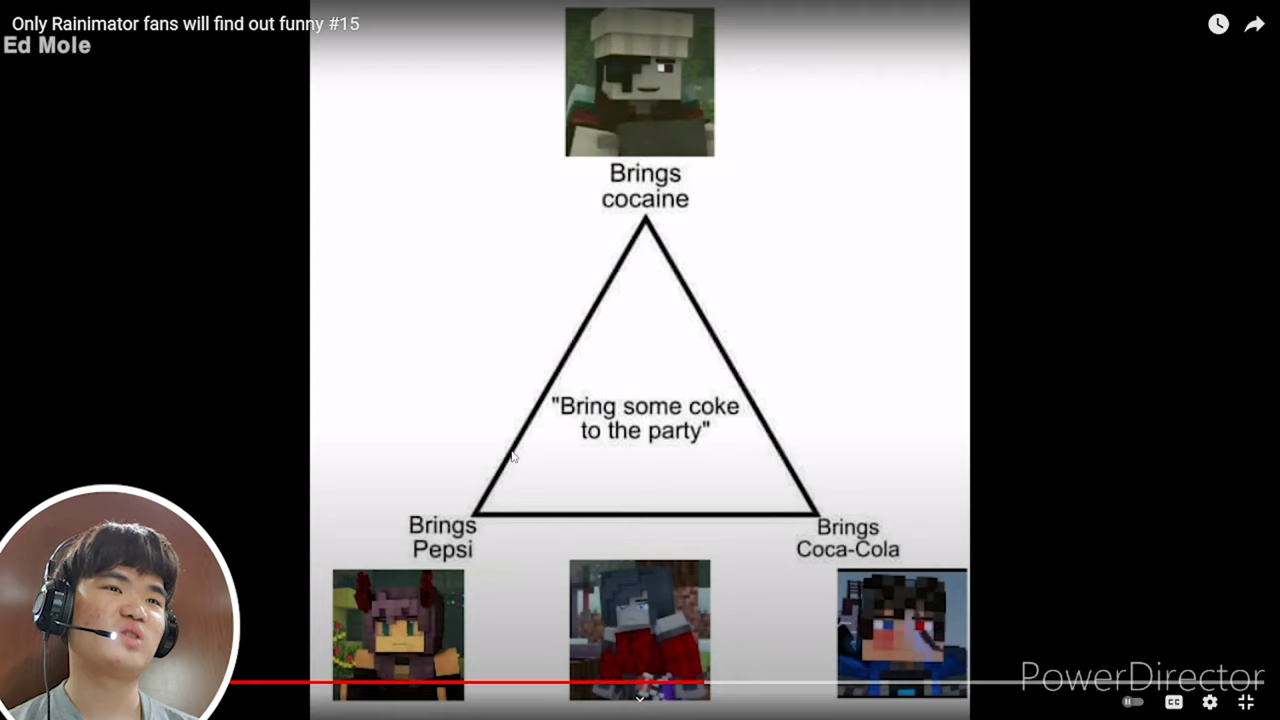 Only Rainimator fans will find out funny #15
Ed Mole
Brings
cocaine
"Bring some coke
to the party"
Brings
Pepsi
Brings
Coca-Cola
PowerDirector
CC